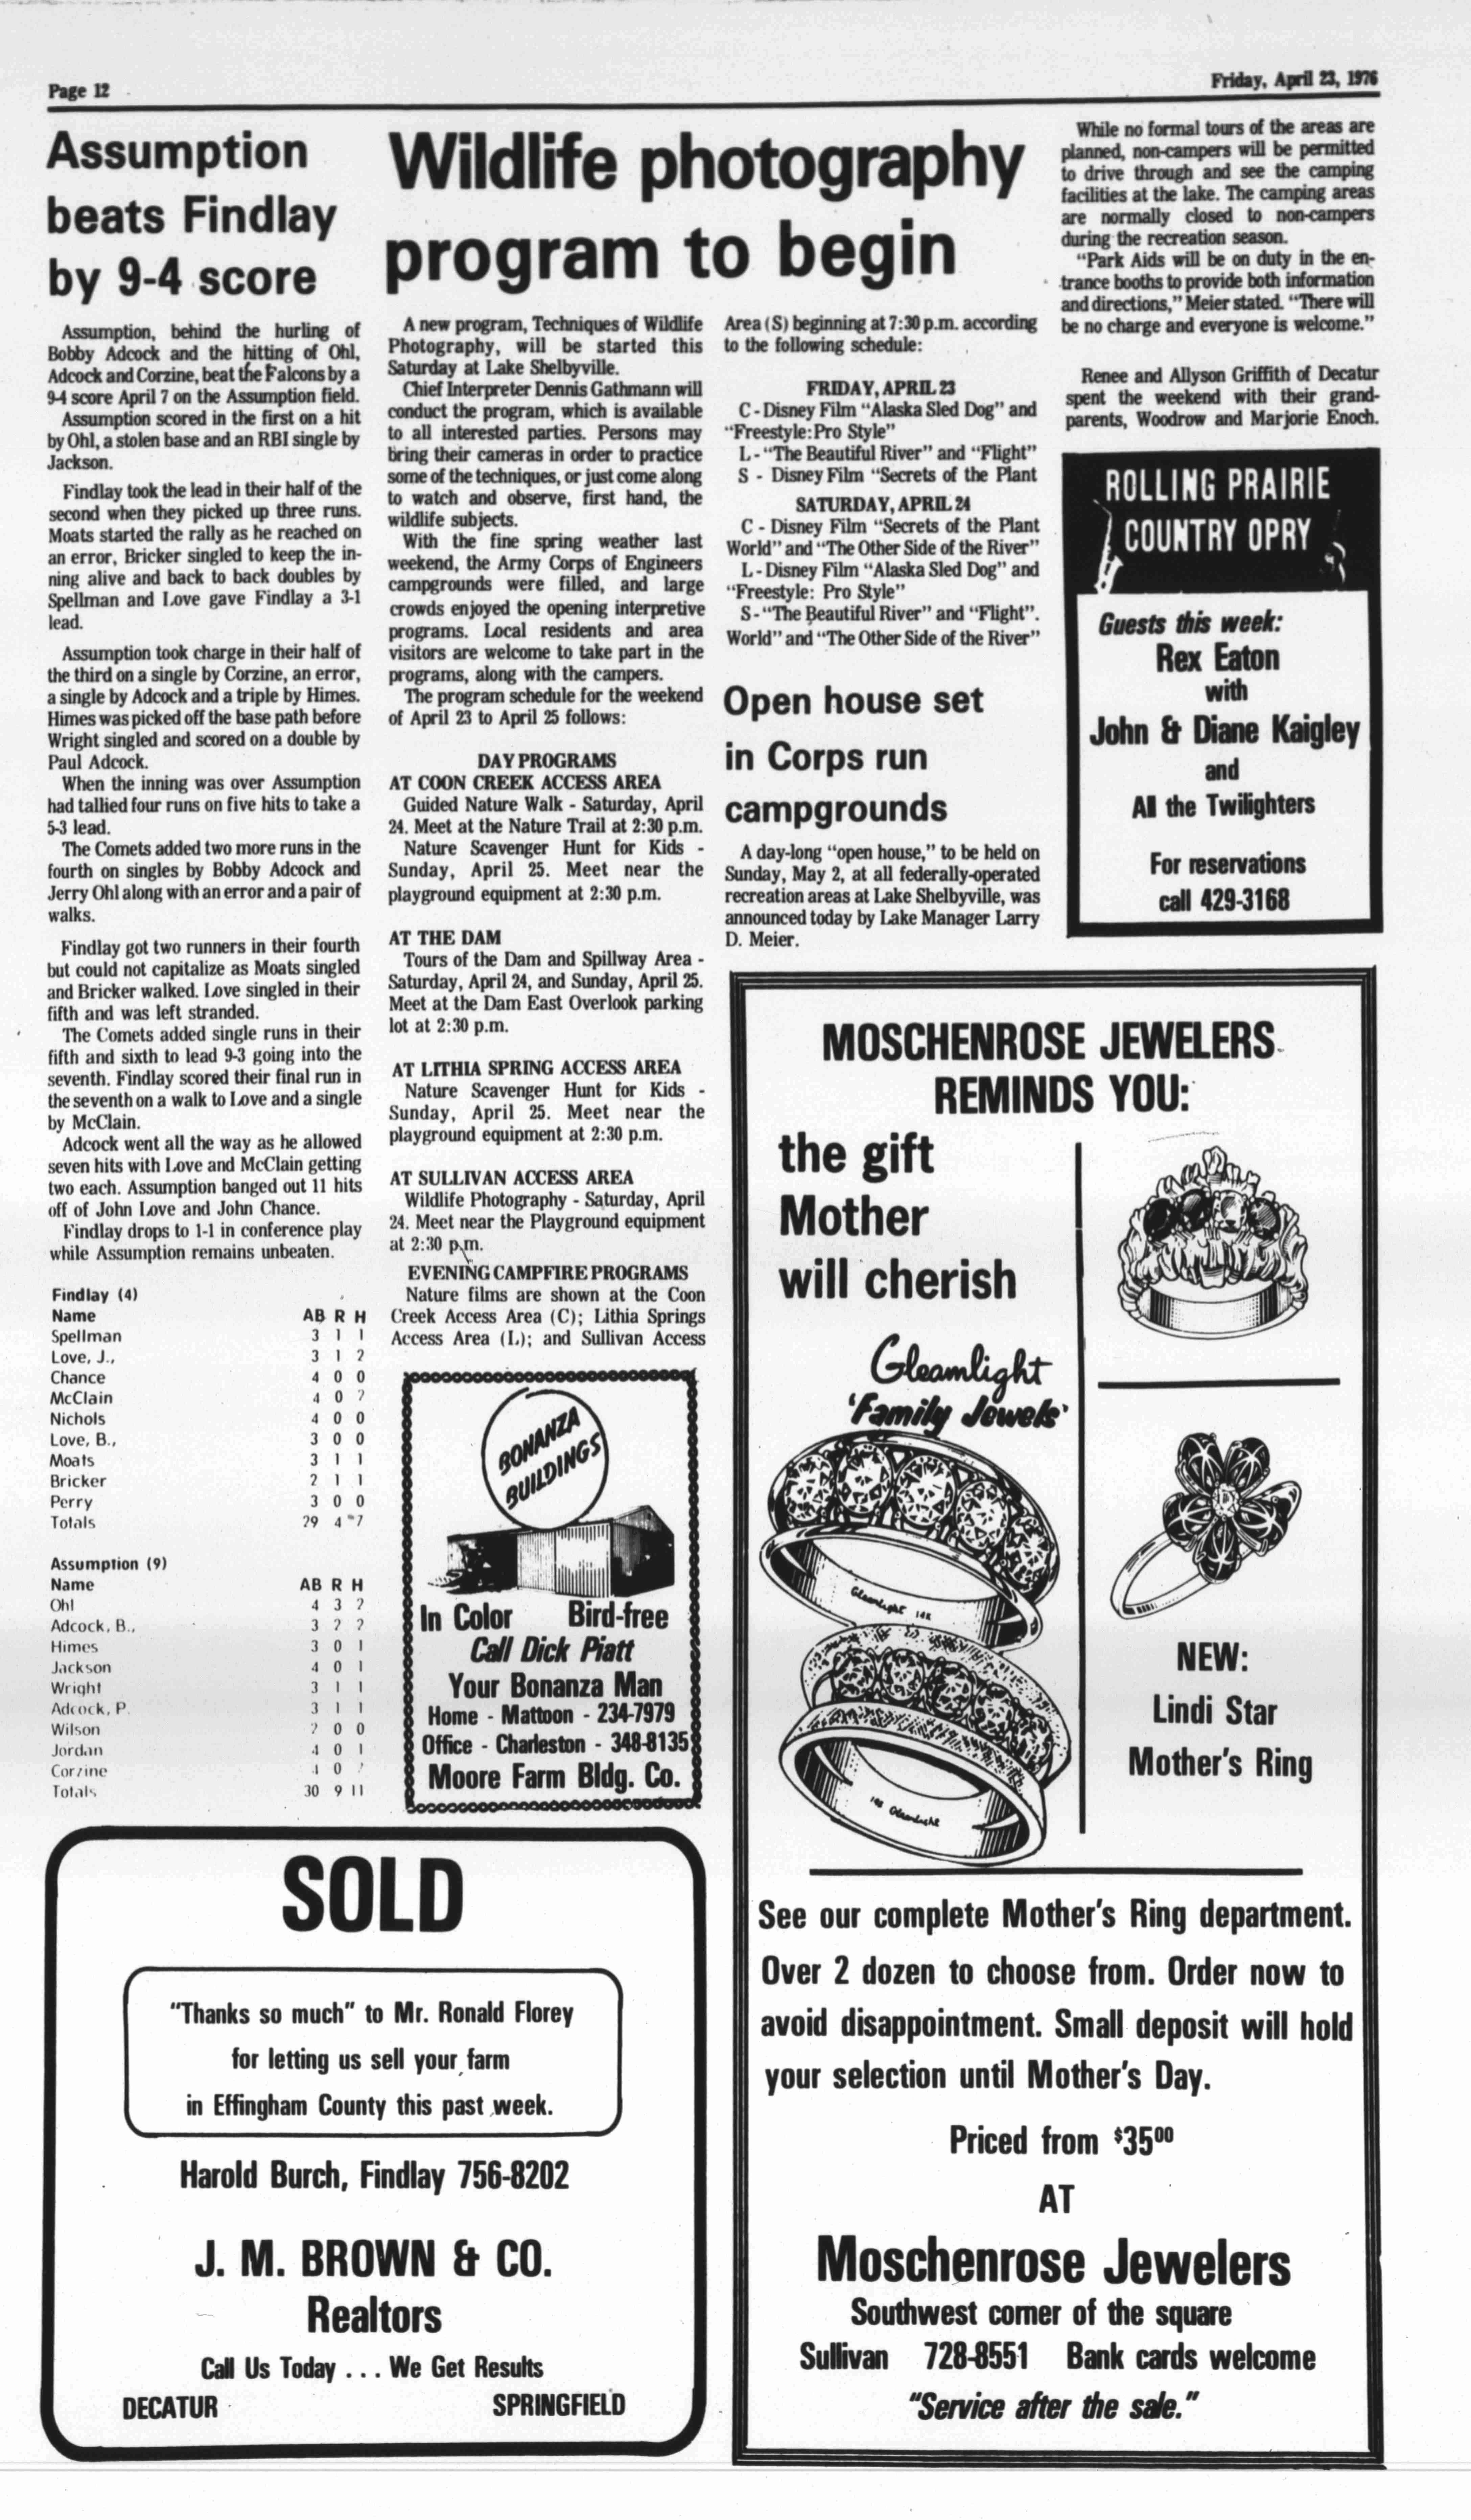 Page 12
Friday, April 23, 1976
Assumption
beats Findlay
by 9-4 score
Assumption, behind the hurling of
Bobby Adcock and the hitting of Ohl,
Adcock and Corzine, beat the Falcons by a
9-4 score April 7 on the Assumption field.
Assumption scored in the first on a hit
by Ohl, a stolen base and an RBI single by
Jackson.
Findlay took the lead in their half of the
second when they picked up three runs.
Moats started the rally as he reached on
an error, Bricker singled to keep the in-
ning alive and back to back doubles by
Spellman and Love gave Findlay a 3-1
lead.
Assumption took charge in their half of
the third on a single by Corzine, an error,
a single by Adcock and a triple by Himes.
Himes was picked off the base path before
Wright singled and scored on a double by
Paul Adcock.
When the inning was over Assumption
had tallied four runs on five hits to take a
5-3 lead.
The Comets added two more runs in the
fourth on singles by Bobby Adcock and
Jerry Ohl along with an error and a pair of
walks.
Findlay got two runners in their fourth
but could not capitalize as Moats singled
and Bricker walked. Love singled in their
fifth and was left stranded.
The Comets added single runs in their
fifth and sixth to lead 9-3 going into the
seventh. Findlay scored their final run in
the seventh on a walk to Love and a single
by McClain.
Adcock went all the way as he allowed
seven hits with Love and McClain getting
two each. Assumption banged out 11 hits
off of John Love and John Chance.
Findlay drops to 1-1 in conference play
while Assumption remains unbeaten.
Findlay (4)
Name AB R H
Spellman 3 1 1
Love, J., 3 1 2
Chance 4 0 0
McClain 4 0 2
Nichols 4 0 0
Love, B., 3 0 0
Moats 3 1 1
Bricker 2 1 1
Perry 3 0 0
Totals 29 4 7
Assumption (9)
Name AB R H
Ohl 4 3 2
Adcock, B., 3 2 2
Himes 3 0 1
Jackson 4 0 1
Wright 3 1 1
Adcock, P. 3 1 1
Wilson 2 0 0
Jordan 4 0 1
Corzine 4 0 2
Totals 30 9 11
Wildlife photography
program to begin
A new program, Techniques of Wildlife
Photography, will be started this
Saturday at Lake Shelbyville.
Chief Interpreter Dennis Gathmann will
conduct the program, which is available
to all interested parties. Persons may
bring their cameras in order to practice
some of the techniques, or just come along
to watch and observe, first hand, the
wildlife subjects.
With the fine spring weather last
weekend, the Army Corps of Engineers
campgrounds were filled, and large
crowds enjoyed the opening interpretive
programs. Local residents and area
visitors are welcome to take part in the
programs, along with the campers.
The program schedule for the weekend
of April 23 to April 25 follows:
DAY PROGRAMS
AT COON CREEK ACCESS AREA
Guided Nature Walk - Saturday, April
24. Meet at the Nature Trail at 2:30 p.m.
Nature Scavenger Hunt for Kids -
Sunday, April 25. Meet near the
playground equipment at 2:30 p.m.
AT THE DAM
Tours of the Dam and Spillway Area -
Saturday, April 24, and Sunday, April 25.
Meet at the Dam East Overlook parking
lot at 2:30 p.m.
AT LITHIA SPRING ACCESS AREA
Nature Scavenger Hunt for Kids -
Sunday, April 25. Meet near the
playground equipment at 2:30 p.m.
AT SULLIVAN ACCESS AREA
Wildlife Photography - Saturday, April
24. Meet near the Playground equipment
at 2:30 p.m.
EVENING CAMPFIRE PROGRAMS
Nature films are shown at the Coon
Creek Access Area (C); Lithia Springs
Access Area (L); and Sullivan Access
Area (S) beginning at 7:30 p.m. according
to the following schedule:
FRIDAY, APRIL 23
C - Disney Film "Alaska Sled Dog" and
"Freestyle: Pro Style"
L - "The Beautiful River" and "Flight"
S - Disney Film "Secrets of the Plant
SATURDAY, APRIL 24
C - Disney Film "Secrets of the Plant
World" and "The Other Side of the River"
L - Disney Film "Alaska Sled Dog" and
"Freestyle: Pro Style"
S - "The Beautiful River" and "Flight".
World" and "The Other Side of the River"
Open house set
in Corps run
campgrounds
A day-long "open house," to be held on
Sunday, May 2, at all federally-operated
recreation areas at Lake Shelbyville, was
announced today by Lake Manager Larry
D. Meier.
While no formal tours of the areas are
planned, non-campers will be permitted
to drive through and see the camping
facilities at the lake. The camping areas
are normally closed to non-campers
during the recreation season.
"Park Aids will be on duty in the en-
trance booths to provide both information
and directions," Meier stated. "There will
be no charge and everyone is welcome."
Renee and Allyson Griffith of Decatur
spent the weekend with their grand-
parents, Woodrow and Marjorie Enoch.
ROLLING PRAIRIE
COUNTRY OPRY
Guests this week:
Rex Eaton
with
John & Diane Kaigley
and
All the Twilighters
For reservations
call 429-3168
BONANZA
BUILDINGS
In Color Bird-free
Call Dick Piatt
Your Bonanza Man
Home - Mattoon - 234-7979
Office - Charleston - 348-8135
Moore Farm Bldg. Co.
SOLD
"Thanks so much" to Mr. Ronald Florey
for letting us sell your farm
in Effingham County this past week.
Harold Burch, Findlay 756-8202
J. M. BROWN & CO.
Realtors
Call Us Today . . . We Get Results
DECATUR SPRINGFIELD
MOSCHENROSE JEWELERS
REMINDS YOU:
the gift
Mother
will cherish
Gleamlight
'Family Jewels'
Gleamlight 14K
Gleamlight
NEW:
Lindi Star
Mother's Ring
See our complete Mother's Ring department.
Over 2 dozen to choose from. Order now to
avoid disappointment. Small deposit will hold
your selection until Mother's Day.
Priced from $3500
AT
Moschenrose Jewelers
Southwest corner of the square
Sullivan 728-8551 Bank cards welcome
"Service after the sale."